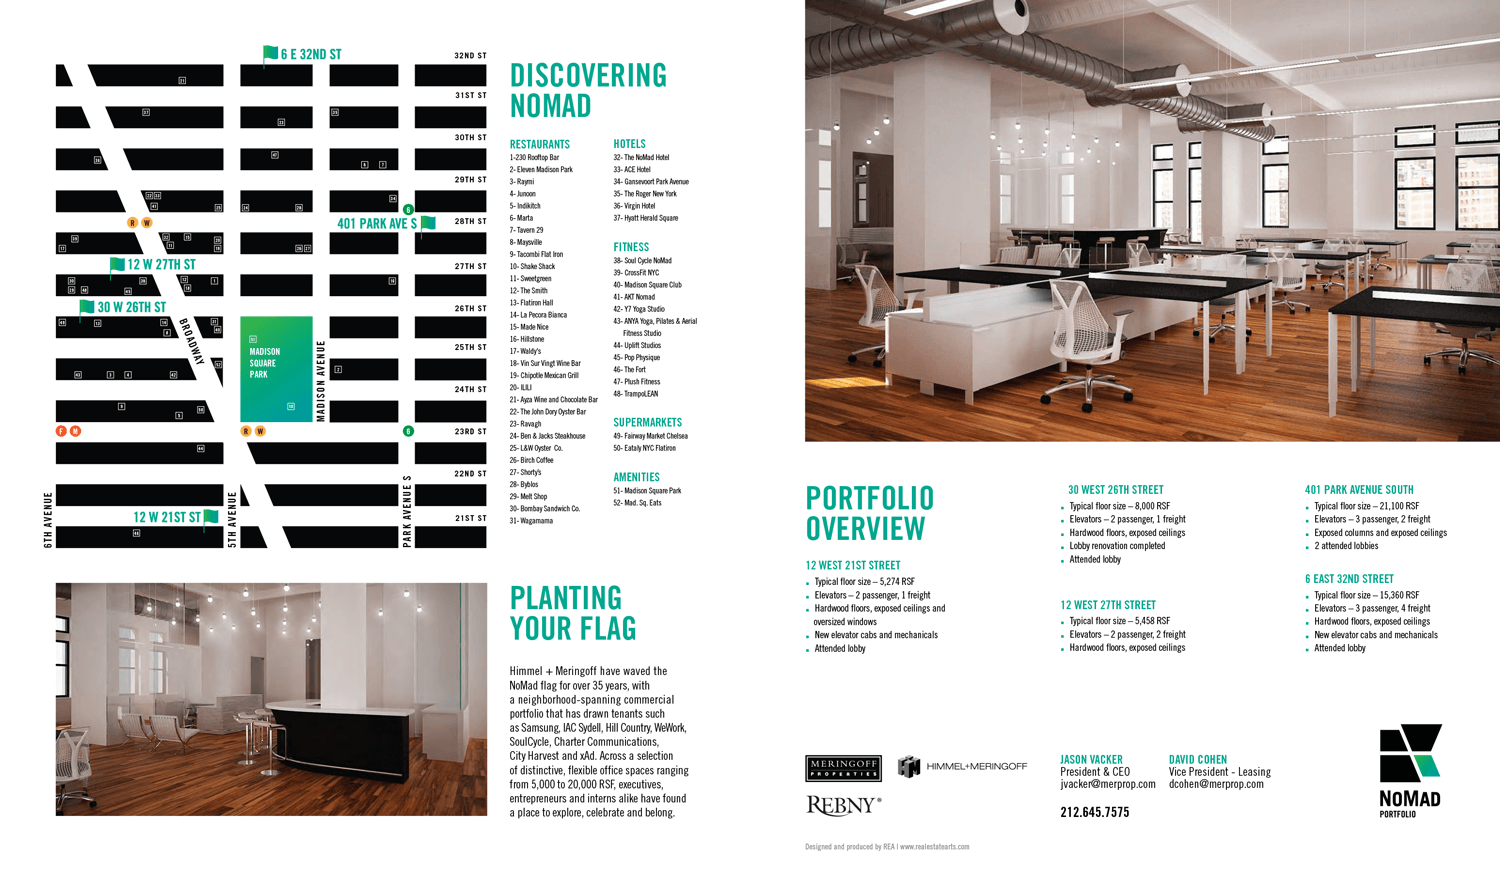 6 E 32ND ST
32ND ST
31ST ST
30TH ST
29TH ST
401 PARK AVE S
28TH ST
12 W 27TH ST
27TH ST
30 W 26TH ST
26TH ST
BROADWAY
MADISON
SQUARE
PARK
MADISON AVENUE
25TH ST
24TH ST
23RD ST
22ND ST
21ST ST
12 W 21ST ST
6TH AVENUE
5TH AVENUE
PARK AVENUE S
R W
6
F M
R W
6
DISCOVERING
NOMAD
RESTAURANTS
1-230 Rooftop Bar
2- Eleven Madison Park
3- Raymi
4- Junoon
5- Indikitch
6- Marta
7- Tavern 29
8- Maysville
9- Tacombi Flat Iron
10- Shake Shack
11- Sweetgreen
12- The Smith
13- Flatiron Hall
14- La Pecora Bianca
15- Made Nice
16- Hillstone
17- Waldy's
18- Vin Sur Vingt Wine Bar
19- Chipotle Mexican Grill
20- ILILI
21- Ayza Wine and Chocolate Bar
22- The John Dory Oyster Bar
23- Ravagh
24- Ben & Jacks Steakhouse
25- L&W Oyster Co.
26- Birch Coffee
27- Shorty's
28- Byblos
29- Melt Shop
30- Bombay Sandwich Co.
31- Wagamama
HOTELS
32- The NoMad Hotel
33- ACE Hotel
34- Gansevoort Park Avenue
35- The Roger New York
36- Virgin Hotel
37- Hyatt Herald Square
FITNESS
38- Soul Cycle NoMad
39- CrossFit NYC
40- Madison Square Club
41- AKT Nomad
42- Y7 Yoga Studio
43- ANYA Yoga, Pilates & Aerial
Fitness Studio
44- Uplift Studios
45- Pop Physique
46- The Fort
47- Plush Fitness
48- TrampoLEAN
SUPERMARKETS
49- Fairway Market Chelsea
50- Eataly NYC Flatiron
AMENITIES
51- Madison Square Park
52- Mad. Sq. Eats
PLANTING
YOUR FLAG
Himmel + Meringoff have waved the
NoMad flag for over 35 years, with
a neighborhood-spanning commercial
portfolio that has drawn tenants such
as Samsung, IAC Sydell, Hill Country, WeWork,
SoulCycle, Charter Communications,
City Harvest and xAd. Across a selection
of distinctive, flexible office spaces ranging
from 5,000 to 20,000 RSF, executives,
entrepreneurs and interns alike have found
a place to explore, celebrate and belong.
PORTFOLIO
OVERVIEW
12 WEST 21ST STREET
Typical floor size – 5,274 RSF
Elevators – 2 passenger, 1 freight
Hardwood floors, exposed ceilings and
oversized windows
New elevator cabs and mechanicals
Attended lobby
30 WEST 26TH STREET
Typical floor size – 8,000 RSF
Elevators – 2 passenger, 1 freight
Hardwood floors, exposed ceilings
Lobby renovation completed
Attended lobby
12 WEST 27TH STREET
Typical floor size – 5,458 RSF
Elevators – 2 passenger, 2 freight
Hardwood floors, exposed ceilings
401 PARK AVENUE SOUTH
Typical floor size – 21,100 RSF
Elevators – 3 passenger, 2 freight
Exposed columns and exposed ceilings
2 attended lobbies
6 EAST 32ND STREET
Typical floor size – 15,360 RSF
Elevators – 3 passenger, 4 freight
Hardwood floors, exposed ceilings
New elevator cabs and mechanicals
Attended lobby
MERINGOFF
PROPERTIES
HIMMEL+MERINGOFF
REBNY®
JASON VACKER
President & CEO
jvacker@merprop.com
DAVID COHEN
Vice President - Leasing
dcohen@merprop.com
212.645.7575
NOMAD
PORTFOLIO
Designed and produced by REA | www.realestatearts.com